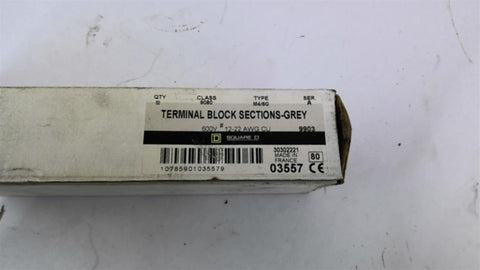 QTY CLASS TYPE SER.
9080 M4/6G A
TERMINAL BLOCK SECTIONS-GREY
600V # 12-22 AWG CU 9903
SQUARE D
30302221
MADE IN FRANCE
80
03557 CE
10785901035579